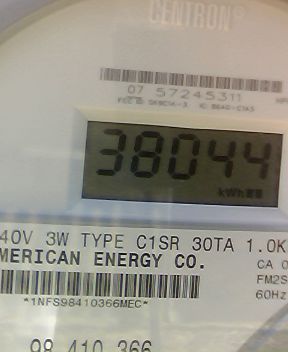 CENTRON®
07 57245311
38044
kWh
40V 3W TYPE C1SR 30TA 1.0K
MERICAN ENERGY CO.
CA 0
FM2S
*1NFS98410366MEC*
60Hz
98 410 366